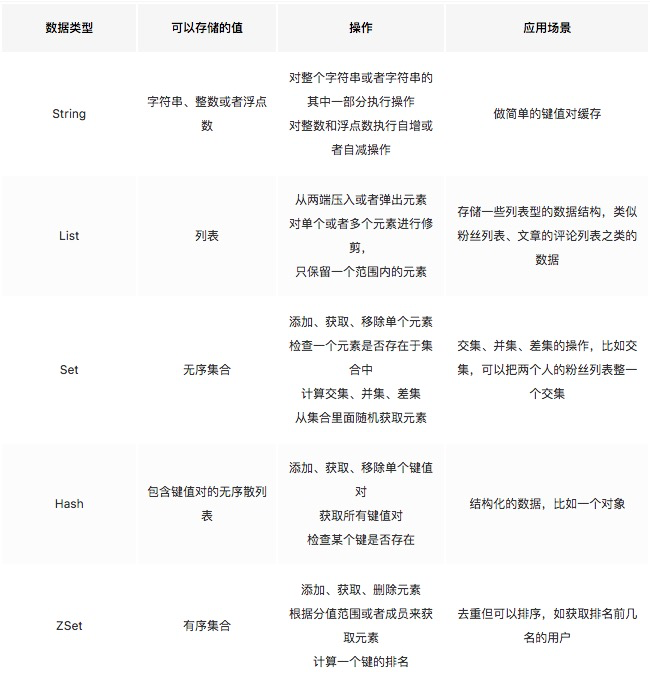 数据类型
可以存储的值
操作
应用场景
String
字符串、整数或者浮点
数
对整个字符串或者字符串的
其中一部分执行操作
对整数和浮点数执行自增或
者自减操作
做简单的键值对缓存
List
列表
从两端压入或者弹出元素
对单个或者多个元素进行修
剪，
只保留一个范围内的元素
存储一些列表型的数据结构，类似
粉丝列表、文章的评论列表之类的
数据
Set
无序集合
添加、获取、移除单个元素
检查一个元素是否存在于集
合中
计算交集、并集、差集
从集合里面随机获取元素
交集、并集、差集的操作，比如交
集，可以把两个人的粉丝列表整一
个交集
Hash
包含键值对的无序散列
表
添加、获取、移除单个键值
对
获取所有键值对
检查某个键是否存在
结构化的数据，比如一个对象
ZSet
有序集合
添加、获取、删除元素
根据分值范围或者成员来获
取元素
计算一个键的排名
去重但可以排序，如获取排名前几
名的用户